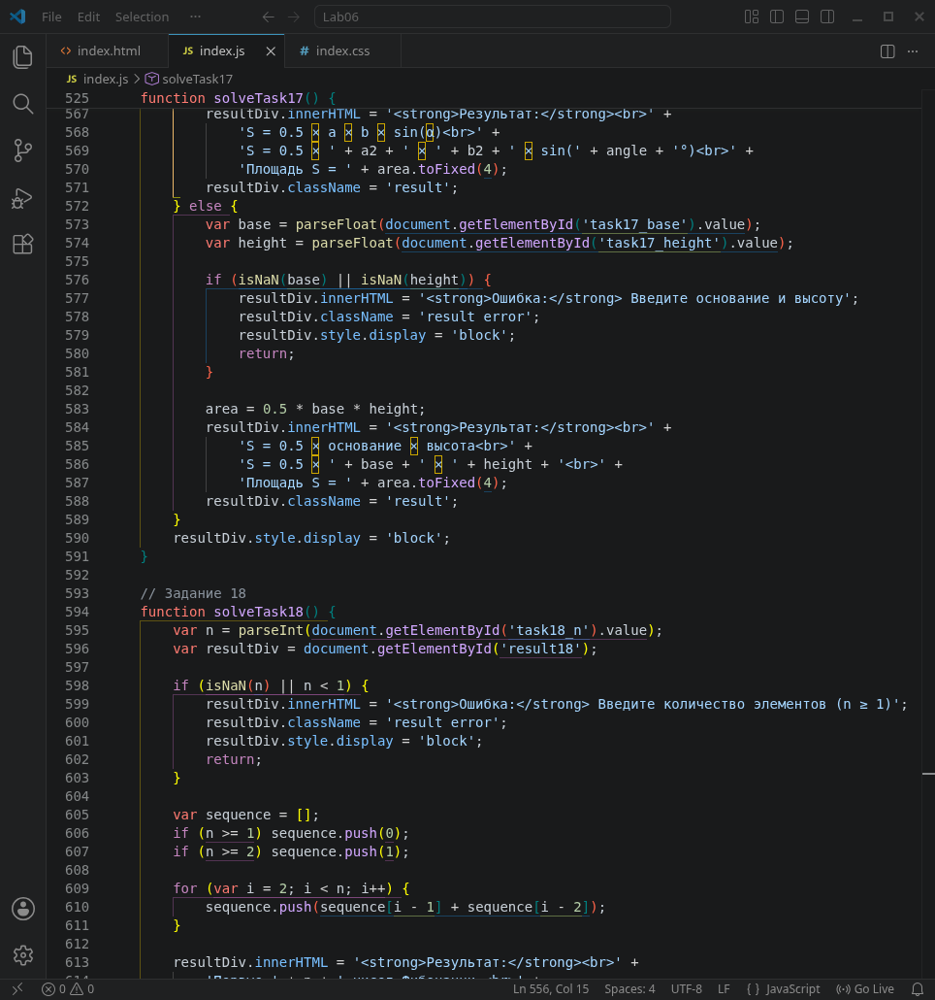 File Edit Selection ··· Lab06
index.html JS index.js # index.css
JS index.js > solveTask17
525 function solveTask17() {
567 resultDiv.innerHTML = '<strong>Результат:</strong><br>' +
568 'S = 0.5 × a × b × sin(α)<br>' +
569 'S = 0.5 × ' + a2 + ' × ' + b2 + ' × sin(' + angle + '°)<br>' +
570 'Площадь S = ' + area.toFixed(4);
571 resultDiv.className = 'result';
572 } else {
573 var base = parseFloat(document.getElementById('task17_base').value);
574 var height = parseFloat(document.getElementById('task17_height').value);
575
576 if (isNaN(base) || isNaN(height)) {
577 resultDiv.innerHTML = '<strong>Ошибка:</strong> Введите основание и высоту';
578 resultDiv.className = 'result error';
579 resultDiv.style.display = 'block';
580 return;
581 }
582
583 area = 0.5 * base * height;
584 resultDiv.innerHTML = '<strong>Результат:</strong><br>' +
585 'S = 0.5 × основание × высота<br>' +
586 'S = 0.5 × ' + base + ' × ' + height + '<br>' +
587 'Площадь S = ' + area.toFixed(4);
588 resultDiv.className = 'result';
589 }
590 resultDiv.style.display = 'block';
591 }
592
593 // Задание 18
594 function solveTask18() {
595 var n = parseInt(document.getElementById('task18_n').value);
596 var resultDiv = document.getElementById('result18');
597
598 if (isNaN(n) || n < 1) {
599 resultDiv.innerHTML = '<strong>Ошибка:</strong> Введите количество элементов (n ≥ 1)';
600 resultDiv.className = 'result error';
601 resultDiv.style.display = 'block';
602 return;
603 }
604
605 var sequence = [];
606 if (n >= 1) sequence.push(0);
607 if (n >= 2) sequence.push(1);
608
609 for (var i = 2; i < n; i++) {
610 sequence.push(sequence[i - 1] + sequence[i - 2]);
611 }
612
613 resultDiv.innerHTML = '<strong>Результат:</strong><br>' +
0 0 Ln 556, Col 15 Spaces: 4 UTF-8 LF { } JavaScript Go Live